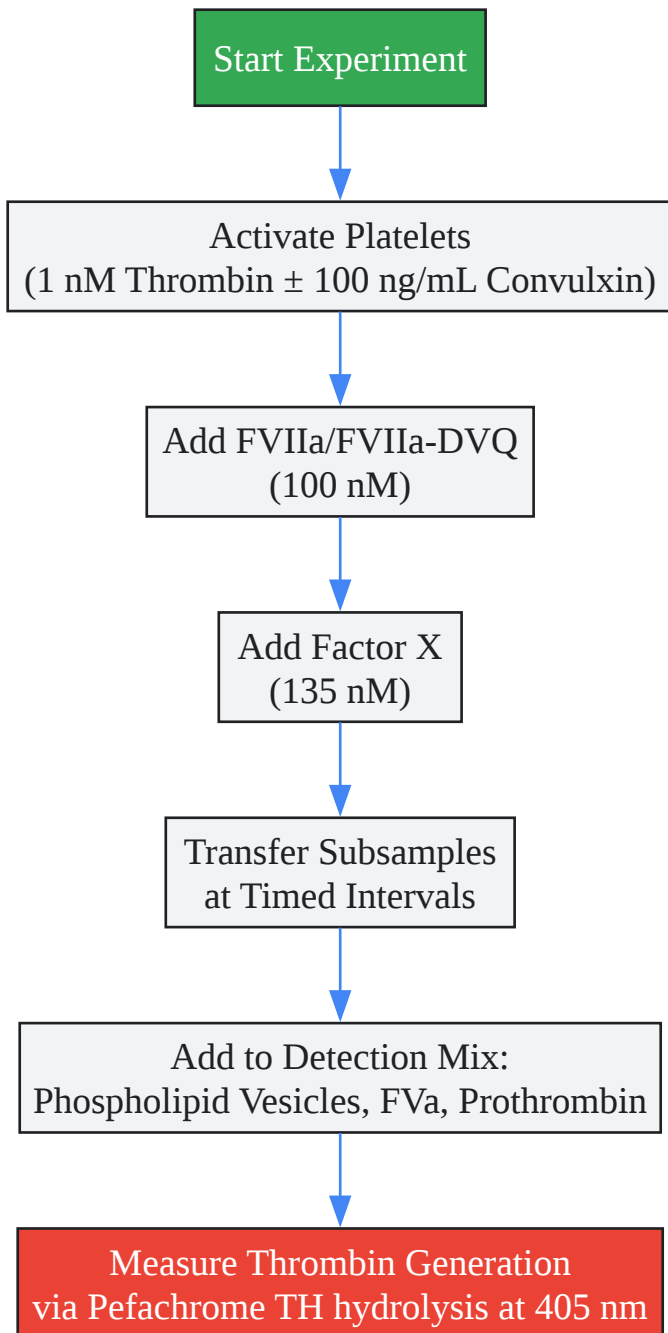 Start Experiment
Activate Platelets
(1 nM Thrombin ± 100 ng/mL Convulxin)
Add FVIIa/FVIIa-DVQ
(100 nM)
Add Factor X
(135 nM)
Transfer Subsamples
at Timed Intervals
Add to Detection Mix:
Phospholipid Vesicles, FVa, Prothrombin
Measure Thrombin Generation
via Pefachrome TH hydrolysis at 405 nm